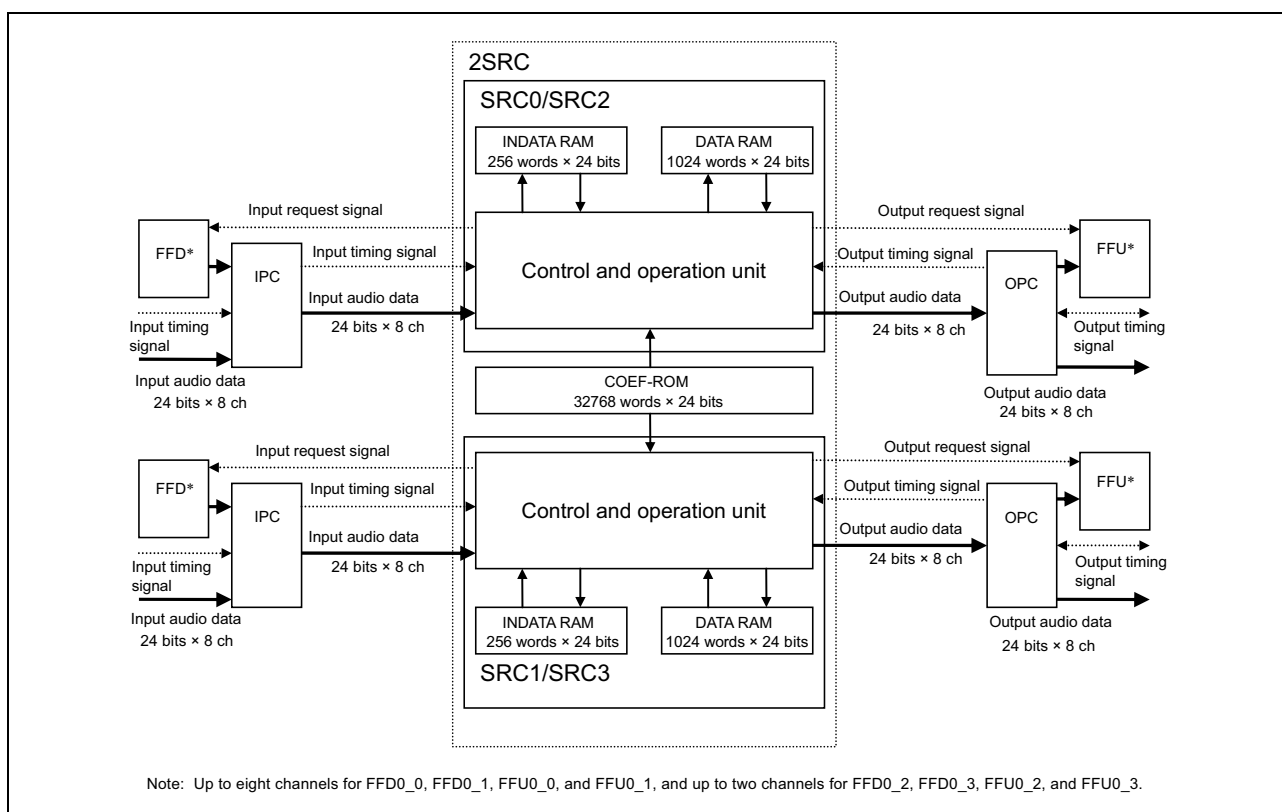 2SRC
SRC0/SRC2
INDATA RAM
256 words × 24 bits
DATA RAM
1024 words × 24 bits
Input request signal
Output request signal
FFD*
FFU*
IPC
Input timing signal
Control and operation unit
Output timing signal
OPC
Input audio data
24 bits × 8 ch
Output audio data
24 bits × 8 ch
Input timing
signal
Output timing
signal
Input audio data
24 bits × 8 ch
COEF-ROM
32768 words × 24 bits
Output audio data
24 bits × 8 ch
Input request signal
Output request signal
FFD*
FFU*
IPC
Input timing signal
Control and operation unit
Output timing signal
OPC
Input audio data
24 bits × 8 ch
Output audio data
24 bits × 8 ch
Input timing
signal
Output timing
signal
Input audio data
24 bits × 8 ch
INDATA RAM
256 words × 24 bits
DATA RAM
1024 words × 24 bits
Output audio data
24 bits × 8 ch
SRC1/SRC3
Note: Up to eight channels for FFD0_0, FFD0_1, FFU0_0, and FFU0_1, and up to two channels for FFD0_2, FFD0_3, FFU0_2, and FFU0_3.